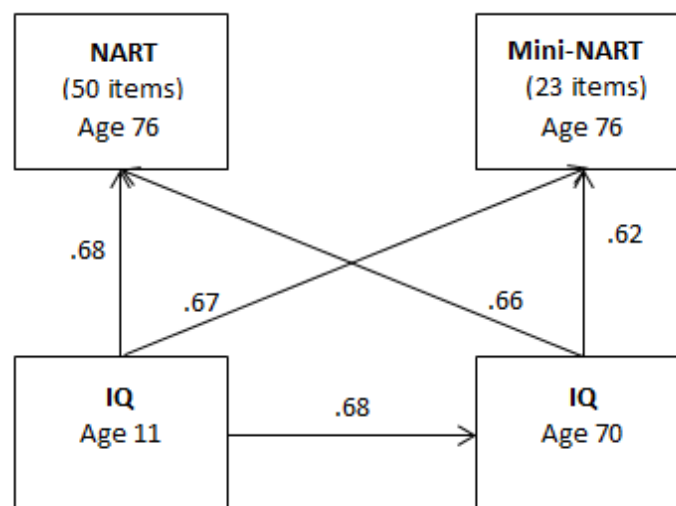 NART
(50 items)
Age 76
Mini-NART
(23 items)
Age 76
.68
.67
.66
.62
IQ
Age 11
.68
IQ
Age 70